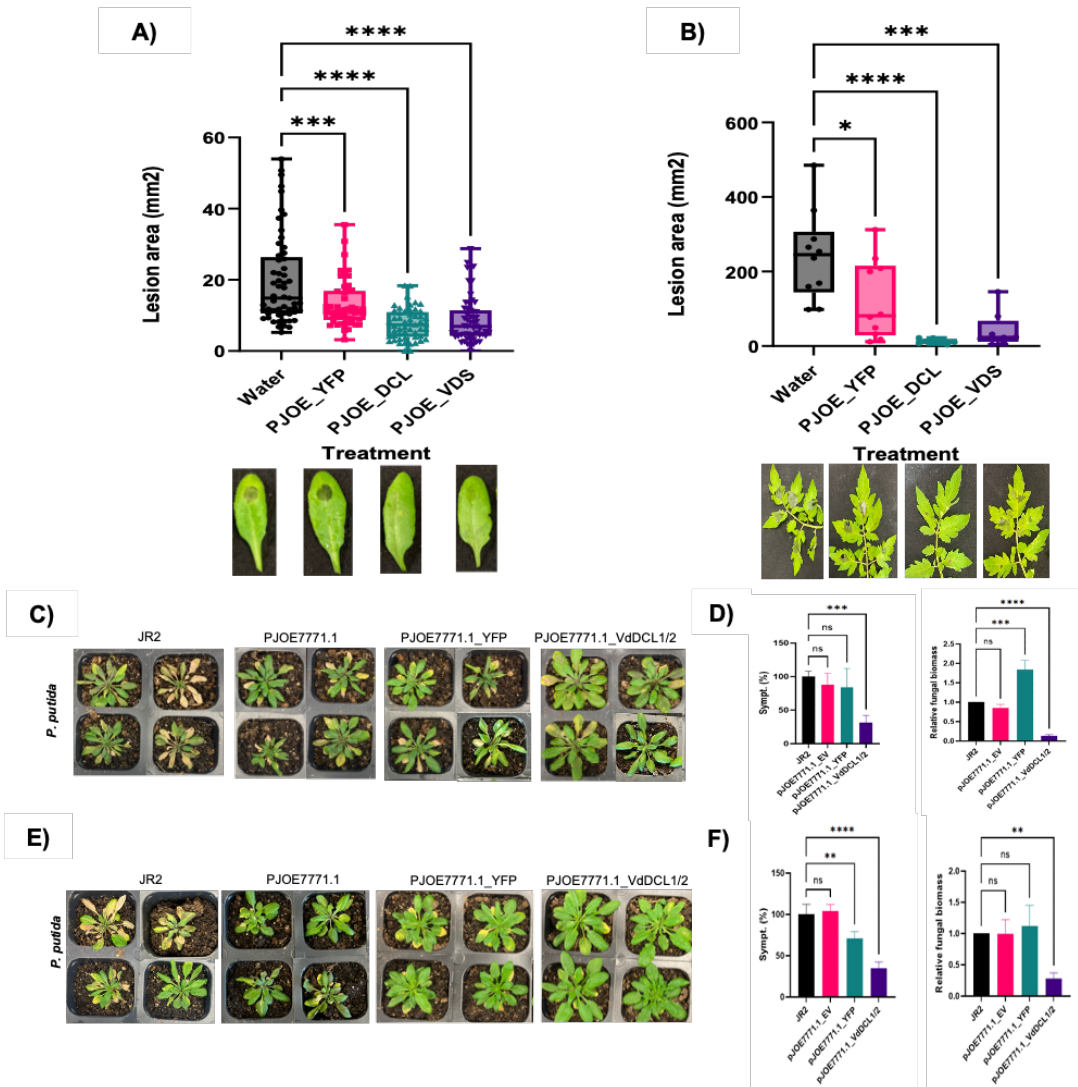 A)
****
****
***
Lesion area (mm2)
60
40
20
0
Water
PJOE_YFP
PJOE_DCL
PJOE_VDS
Treatment
B)
***
****
*
Lesion area (mm2)
600
400
200
0
Water
PJOE_YFP
PJOE_DCL
PJOE_VDS
Treatment
C)
JR2
PJOE7771.1
PJOE7771.1_YFP
PJOE7771.1_VdDCL1/2
P. putida
D)
***
ns
ns
Sympt. (%)
150
100
50
0
JR2
pJOE7771.1_EV
pJOE7771.1_YFP
pJOE7771.1_VdDCL1/2
****
***
ns
Relative fungal biomass
2.5
2.0
1.5
1.0
0.5
0.0
JR2
pJOE7771.1_EV
pJOE7771.1_YFP
pJOE7771.1_VdDCL1/2
E)
JR2
PJOE7771.1
PJOE7771.1_YFP
PJOE7771.1_VdDCL1/2
P. putida
F)
****
**
ns
Sympt. (%)
150
100
50
0
JR2
pJOE7771.1_EV
pJOE7771.1_YFP
pJOE7771.1_VdDCL1/2
**
ns
ns
Relative fungal biomass
1.5
1.0
0.5
0.0
JR2
pJOE7771.1_EV
pJOE7771.1_YFP
pJOE7771.1_VdDCL1/2